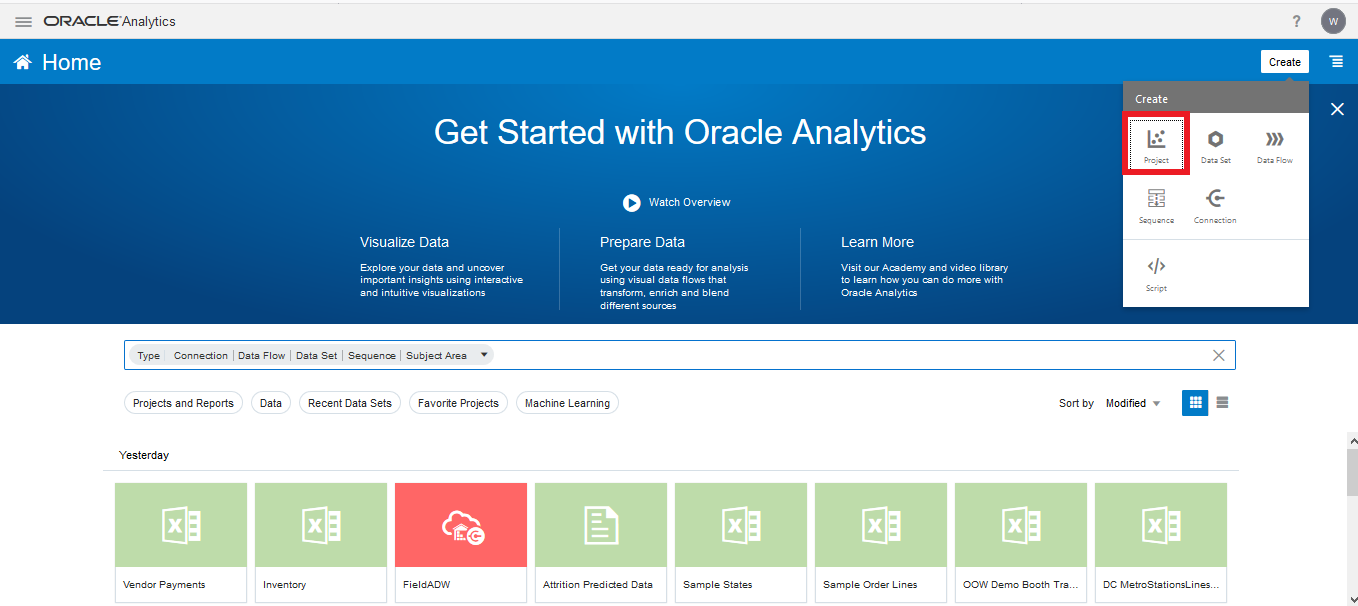 ORACLE Analytics
?
W
Home
Create
Create
Project
Data Set
Data Flow
Sequence
Connection
Script
Get Started with Oracle Analytics
Watch Overview
Visualize Data
Explore your data and uncover
important insights using interactive
and intuitive visualizations
Prepare Data
Get your data ready for analysis
using visual data flows that
transform, enrich and blend
different sources
Learn More
Visit our Academy and video library
to learn how you can do more with
Oracle Analytics
Type Connection Data Flow Data Set Sequence Subject Area
Projects and Reports
Data
Recent Data Sets
Favorite Projects
Machine Learning
Sort by Modified
Yesterday
Vendor Payments
Inventory
FieldADW
Attrition Predicted Data
Sample States
Sample Order Lines
OOW Demo Booth Tra...
DC MetroStationsLines...